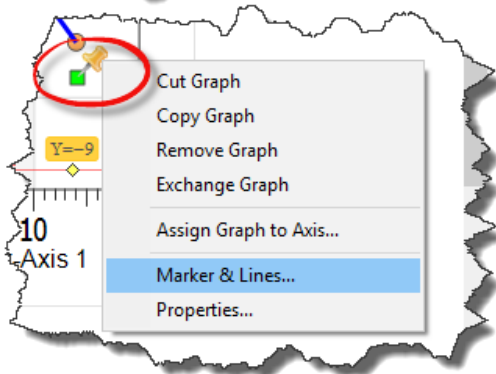 Cut Graph
Copy Graph
Y=-9
Remove Graph
Exchange Graph
10
Assign Graph to Axis...
Axis 1
Marker & Lines...
Properties...